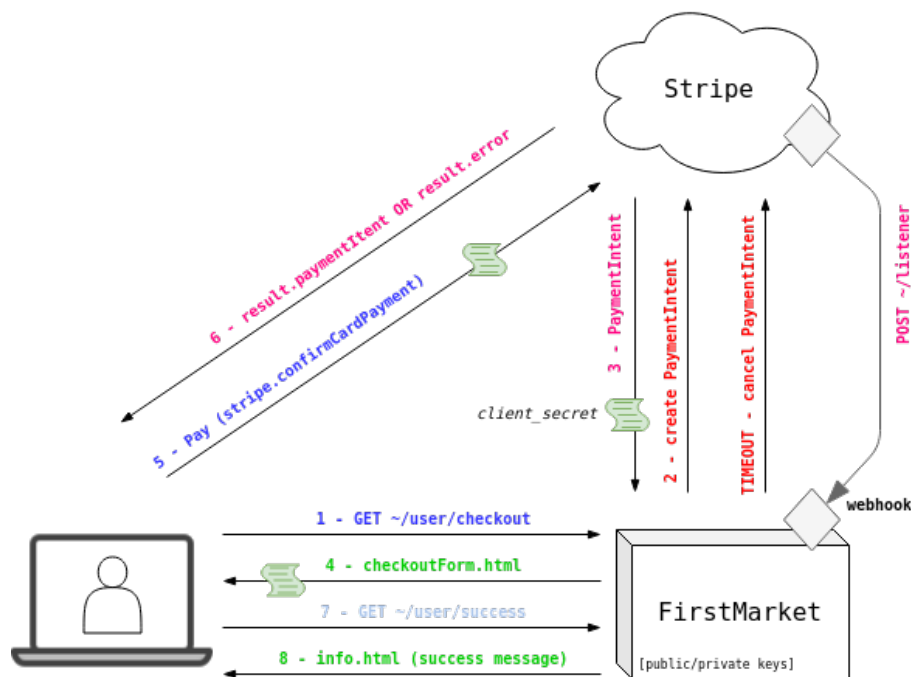 Stripe
6 - result.paymentItent OR result.error
5 - Pay (stripe.confirmCardPayment)
3 - PaymentIntent
2 - create PaymentIntent
TIMEOUT - cancel PaymentIntent
POST ~/listener
client_secret
webhook
1 - GET ~/user/checkout
4 - checkoutForm.html
7 - GET ~/user/success
8 - info.html (success message)
FirstMarket
[public/private keys]